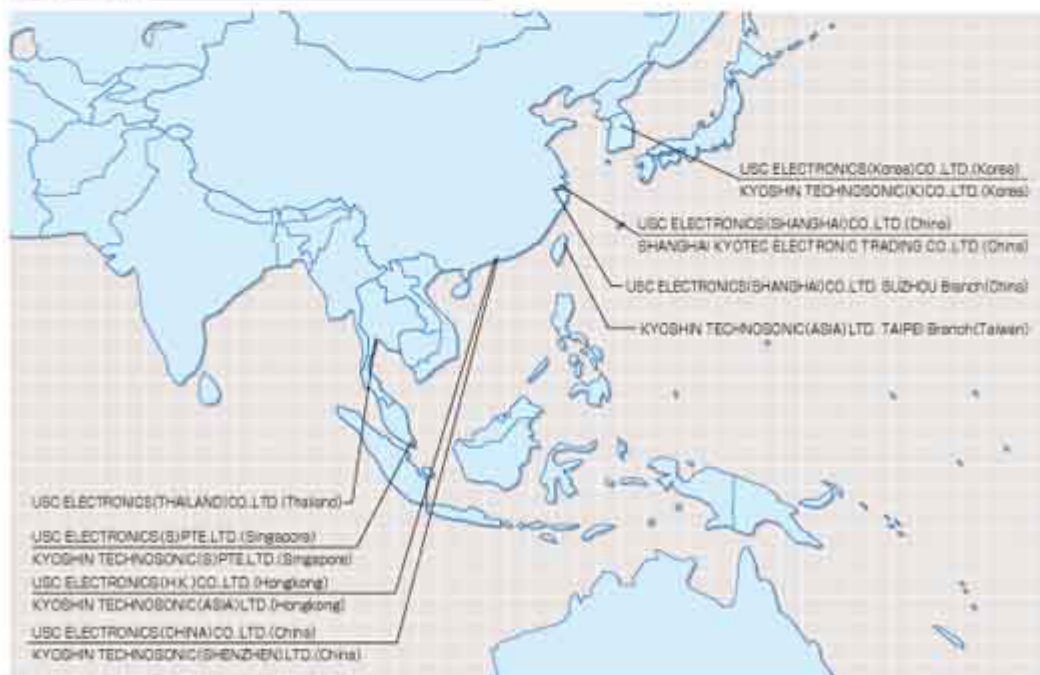 USC ELECTRONICS(Korea)CO.,LTD.(Korea)
KYOSHIN TECHNOSONIC(K)CO.,LTD.(Korea)
USC ELECTRONICS(SHANGHAI)CO.,LTD.(China)
SHANGHAI KYOTEC ELECTRONIC TRADING CO.,LTD.(China)
USC ELECTRONICS(SHANGHAI)CO.,LTD. SUZHOU Branch(China)
KYOSHIN TECHNOSONIC(ASIA)LTD. TAIPEI Branch(Taiwan)
USC ELECTRONICS(THAILAND)CO.,LTD.(Thailand)
USC ELECTRONICS(S)PTE.LTD.(Singapore)
KYOSHIN TECHNOSONIC(S)PTE.LTD.(Singapore)
USC ELECTRONICS(H.K.)CO.,LTD.(Hongkong)
KYOSHIN TECHNOSONIC(ASIA)LTD.(Hongkong)
USC ELECTRONICS(CHINA)CO.,LTD.(China)
KYOSHIN TECHNOSONIC(SHENZHEN)LTD.(China)